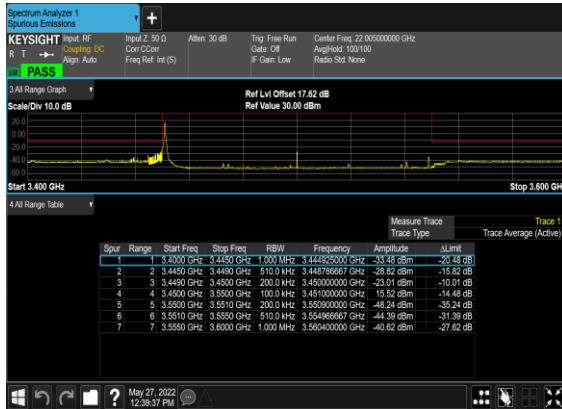 Spectrum Analyzer 1
Spurious Emissions
KEYSIGHT Input: RF Input Z: 50 Ω Atten: 30 dB Trig: Free Run Center Freq: 22.005000000 GHz
R T Coupling: DC Corr CCorr Gate: Off Avg|Hold: 100/100
Align: Auto Freq Ref: Int (S) IF Gain: Low Radio Std: None
PASS
3 All Range Graph
Ref Lvl Offset 17.62 dB
Scale/Div 10.0 dB Ref Value 30.00 dBm
20.0
0.00
-20.0
-40.0
-60.0
Start 3.400 GHz Stop 3.600 GH
4 All Range Table
Measure Trace Trace 1
Trace Type Trace Average (Active)
Spur Range Start Freq Stop Freq RBW Frequency Amplitude ΔLimit
1 1 3.4000 GHz 3.4450 GHz 1.000 MHz 3.444925000 GHz -33.48 dBm -20.48 dB
2 2 3.4450 GHz 3.4490 GHz 510.0 kHz 3.448786667 GHz -28.82 dBm -15.82 dB
3 3 3.4490 GHz 3.4500 GHz 200.0 kHz 3.450000000 GHz -23.01 dBm -10.01 dB
4 4 3.4500 GHz 3.5500 GHz 100.0 kHz 3.451000000 GHz 15.52 dBm -14.48 dB
5 5 3.5500 GHz 3.5510 GHz 200.0 kHz 3.550900000 GHz -48.24 dBm -35.24 dB
6 6 3.5510 GHz 3.5550 GHz 510.0 kHz 3.554966667 GHz -44.39 dBm -31.39 dB
7 7 3.5550 GHz 3.6000 GHz 1.000 MHz 3.560400000 GHz -40.62 dBm -27.62 dB
May 27, 2022
12:39:37 PM